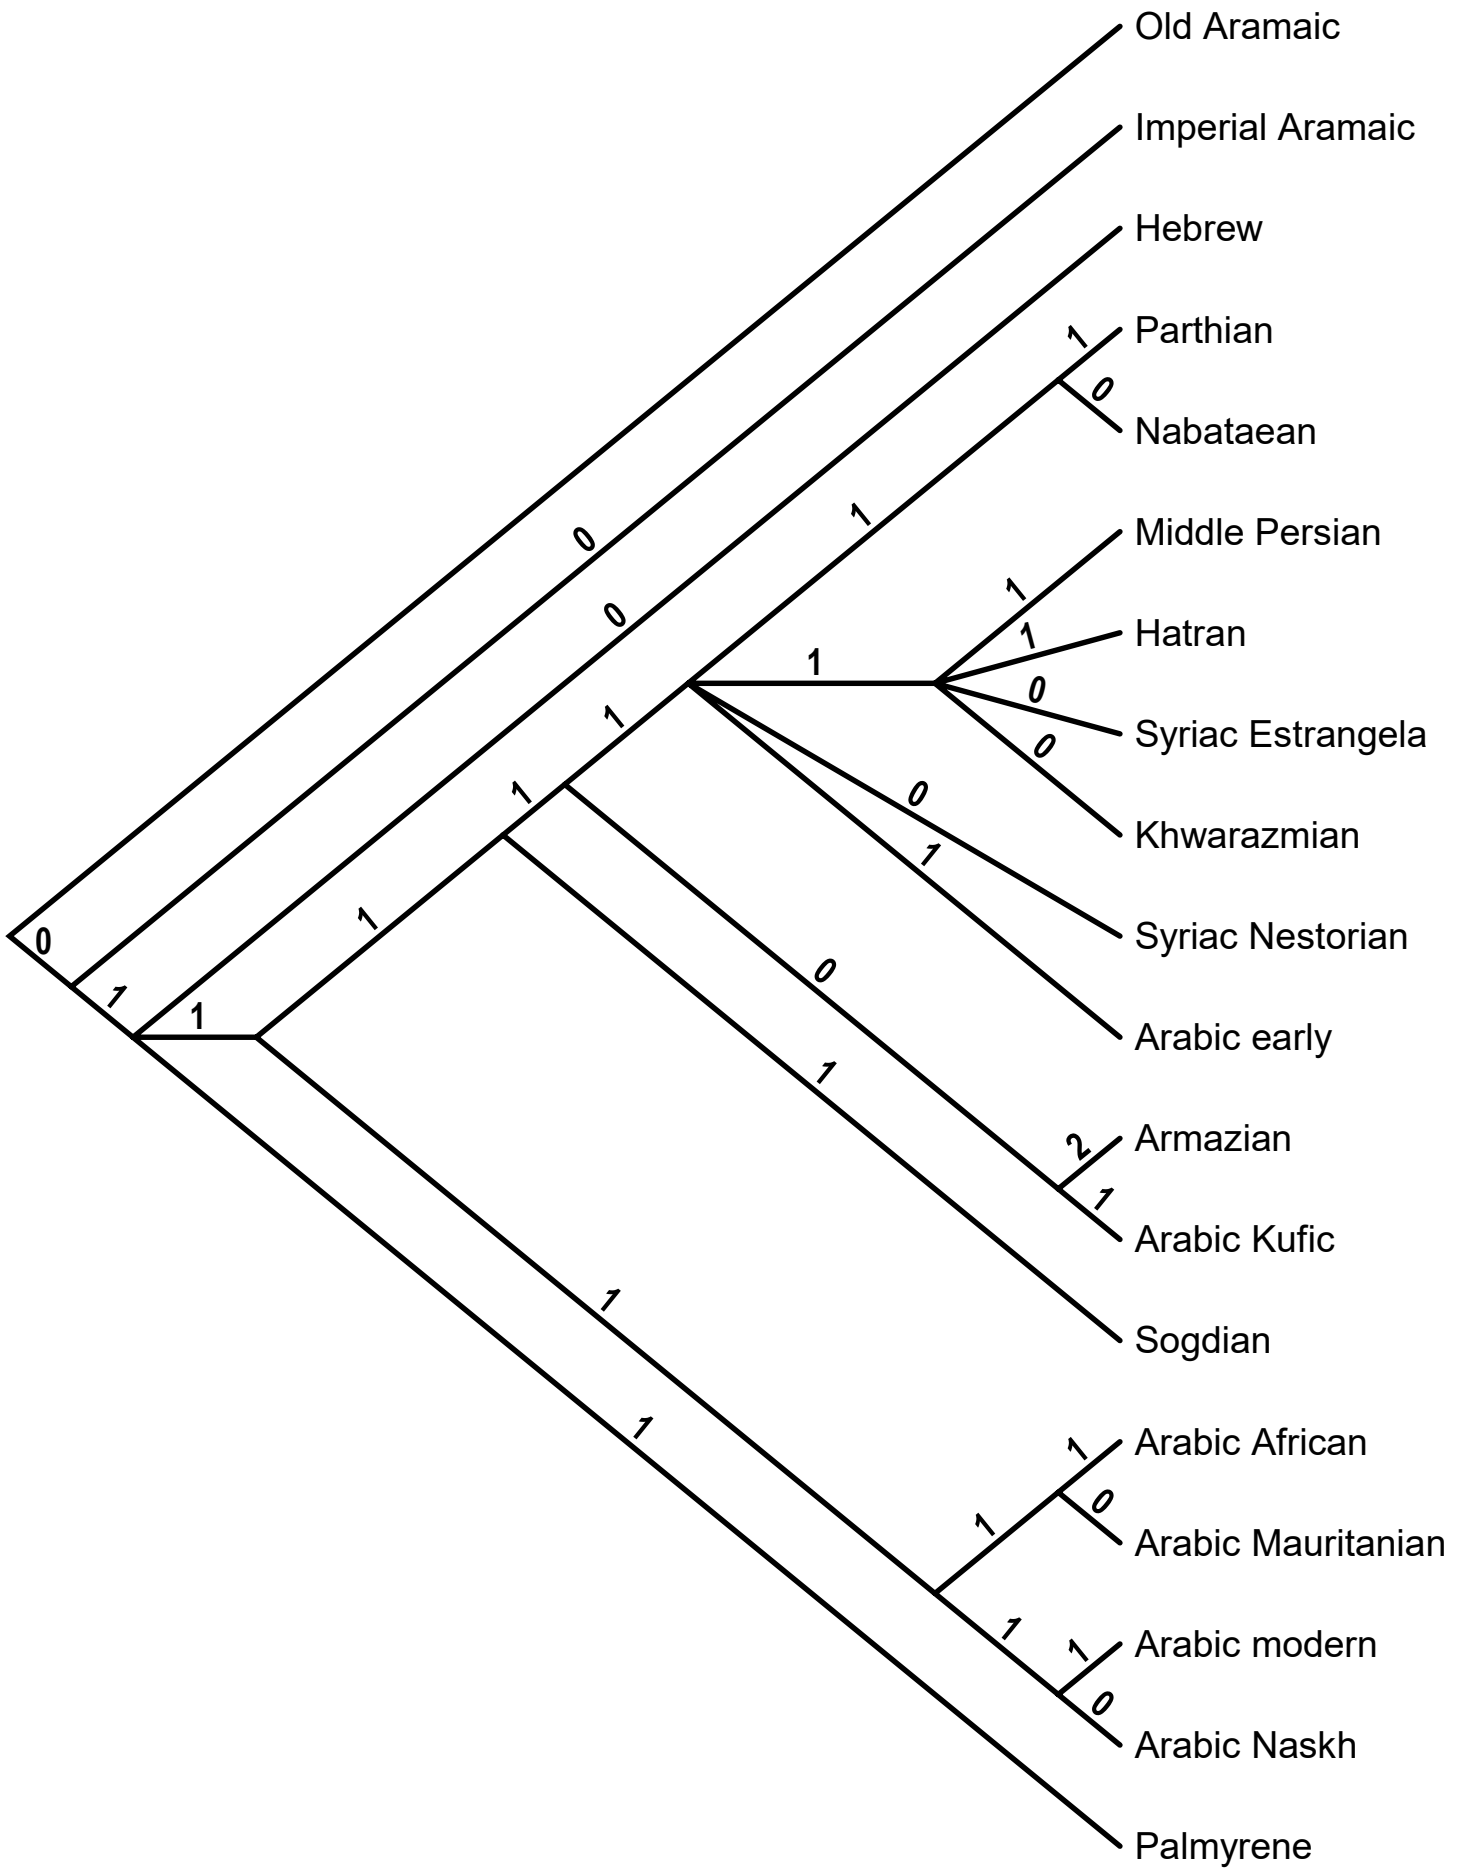 Old Aramaic
Imperial Aramaic
Hebrew
1 Parthian
0
Nabataean
1
0
Middle Persian
1
Hatran
1
0
1
0
Syriac Estrangela
1
0
0
Khwarazmian
1
1
Syriac Nestorian
1
0
0
1
1
Arabic early
2 Armazian
1
Arabic Kufic
1
Sogdian
1
1
1 Arabic African
0
1
Arabic Mauritanian
1
1 Arabic modern
0
Arabic Naskh
Palmyrene